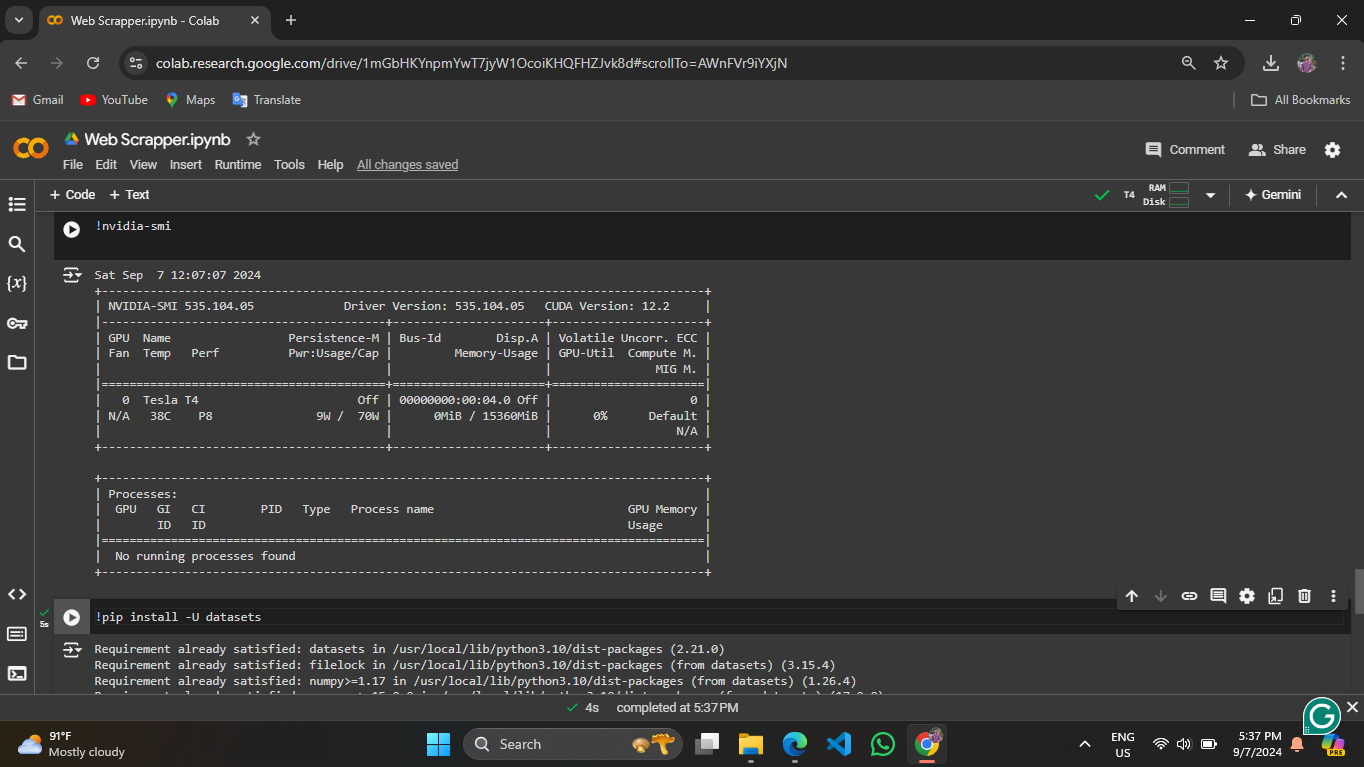 Web Scrapper.ipynb - Colab
colab.research.google.com/drive/1mGbHKYnpmYwT7jyW1OcoiKHQFHZJvk8d#scrollTo=AWnFVr9iYXjN
Gmail YouTube Maps Translate All Bookmarks
Web Scrapper.ipynb
Comment Share
File Edit View Insert Runtime Tools Help All changes saved
+ Code + Text T4 RAM Disk Gemini
!nvidia-smi
Sat Sep  7 12:07:07 2024
NVIDIA-SMI 535.104.05 Driver Version: 535.104.05 CUDA Version: 12.2
GPU Name Persistence-M | Bus-Id Disp.A | Volatile Uncorr. ECC
Fan Temp Perf Pwr:Usage/Cap | Memory-Usage | GPU-Util Compute M.
MIG M.
0 Tesla T4 Off | 00000000:00:04.0 Off | 0
N/A 38C P8 9W / 70W | 0MiB / 15360MiB | 0% Default
N/A
Processes:
GPU GI CI PID Type Process name GPU Memory
ID ID Usage
No running processes found
!pip install -U datasets
5s
Requirement already satisfied: datasets in /usr/local/lib/python3.10/dist-packages (2.21.0)
Requirement already satisfied: filelock in /usr/local/lib/python3.10/dist-packages (from datasets) (3.15.4)
Requirement already satisfied: numpy>=1.17 in /usr/local/lib/python3.10/dist-packages (from datasets) (1.26.4)
4s completed at 5:37 PM
91°F
Mostly cloudy
Search
ENG
US
5:37 PM
9/7/2024
PRE